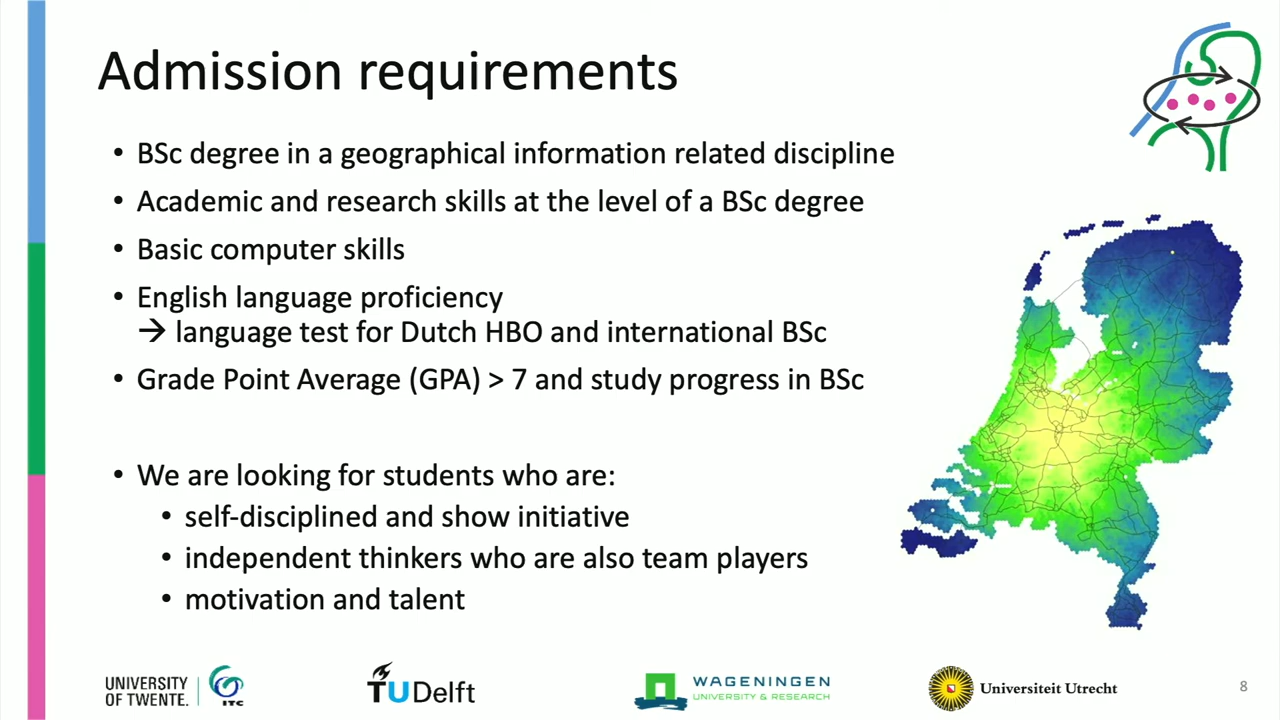 Admission requirements
• BSc degree in a geographical information related discipline
• Academic and research skills at the level of a BSc degree
• Basic computer skills
• English language proficiency
→ language test for Dutch HBO and international BSc
• Grade Point Average (GPA) > 7 and study progress in BSc
• We are looking for students who are:
• self-disciplined and show initiative
• independent thinkers who are also team players
• motivation and talent
UNIVERSITY
OF TWENTE.
ITC
TU Delft
WAGENINGEN
UNIVERSITY & RESEARCH
Universiteit Utrecht
8